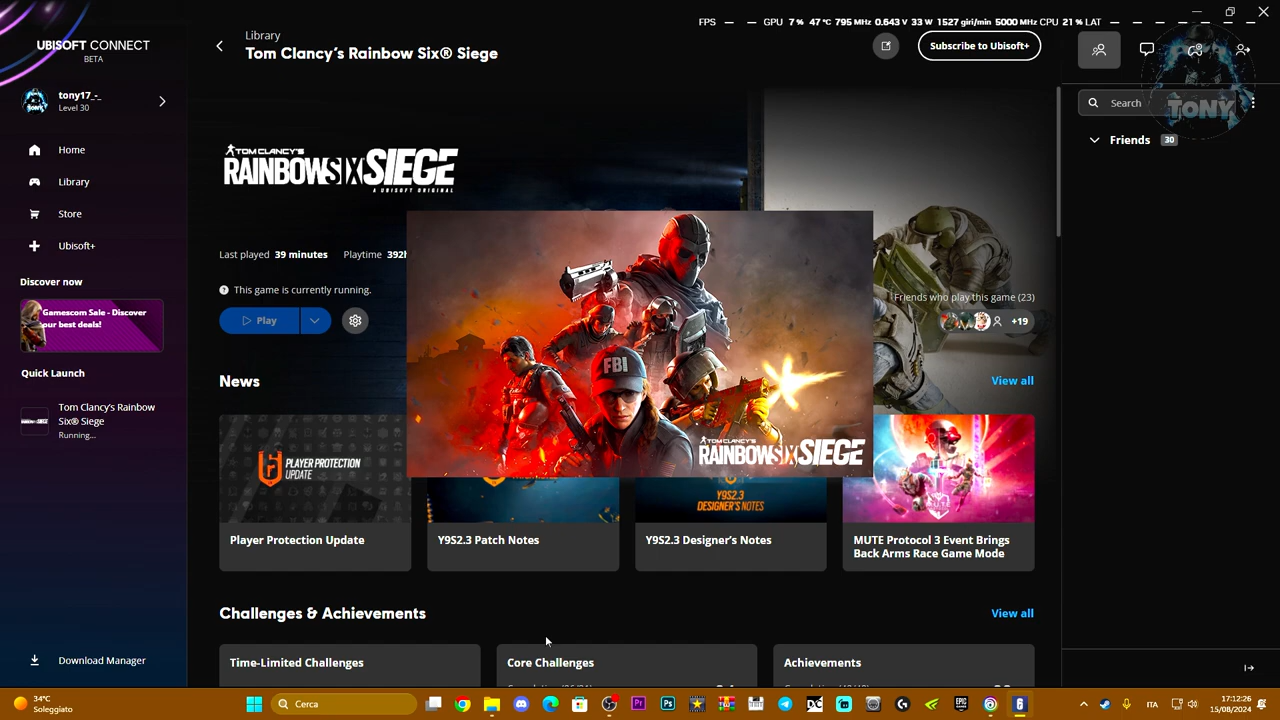 FPS — — GPU 7 % 47 °C 795 MHz 0.643 V 33 W 1527 giri/min 5000 MHz CPU 21 % LAT — — — — — — — —
UBISOFT CONNECT
BETA
tony17_-_
Level 30
Home
Library
Store
Ubisoft+
Discover now
Gamescom Sale - Discover
our best deals!
Quick Launch
Tom Clancy's Rainbow
Six® Siege
Running...
Download Manager
Library
Tom Clancy's Rainbow Six® Siege
Subscribe to Ubisoft+
TOM CLANCY'S
RAINBOWSIX SIEGE
A UBISOFT ORIGINAL
Last played 39 minutes Playtime 392h
This game is currently running.
Play
Friends who play this game (23)
+19
FBI
TOM CLANCY'S
RAINBOWSIX SIEGE
News
View all
PLAYER PROTECTION
UPDATE
Y9S2.3
DESIGNER'S NOTES
Player Protection Update
Y9S2.3 Patch Notes
Y9S2.3 Designer's Notes
MUTE Protocol 3 Event Brings
Back Arms Race Game Mode
Challenges & Achievements
View all
Time-Limited Challenges
Core Challenges
Achievements
Search
TONY
Friends 30
34°C
Soleggiato
Cerca
ITA
17:12:26
15/08/2024